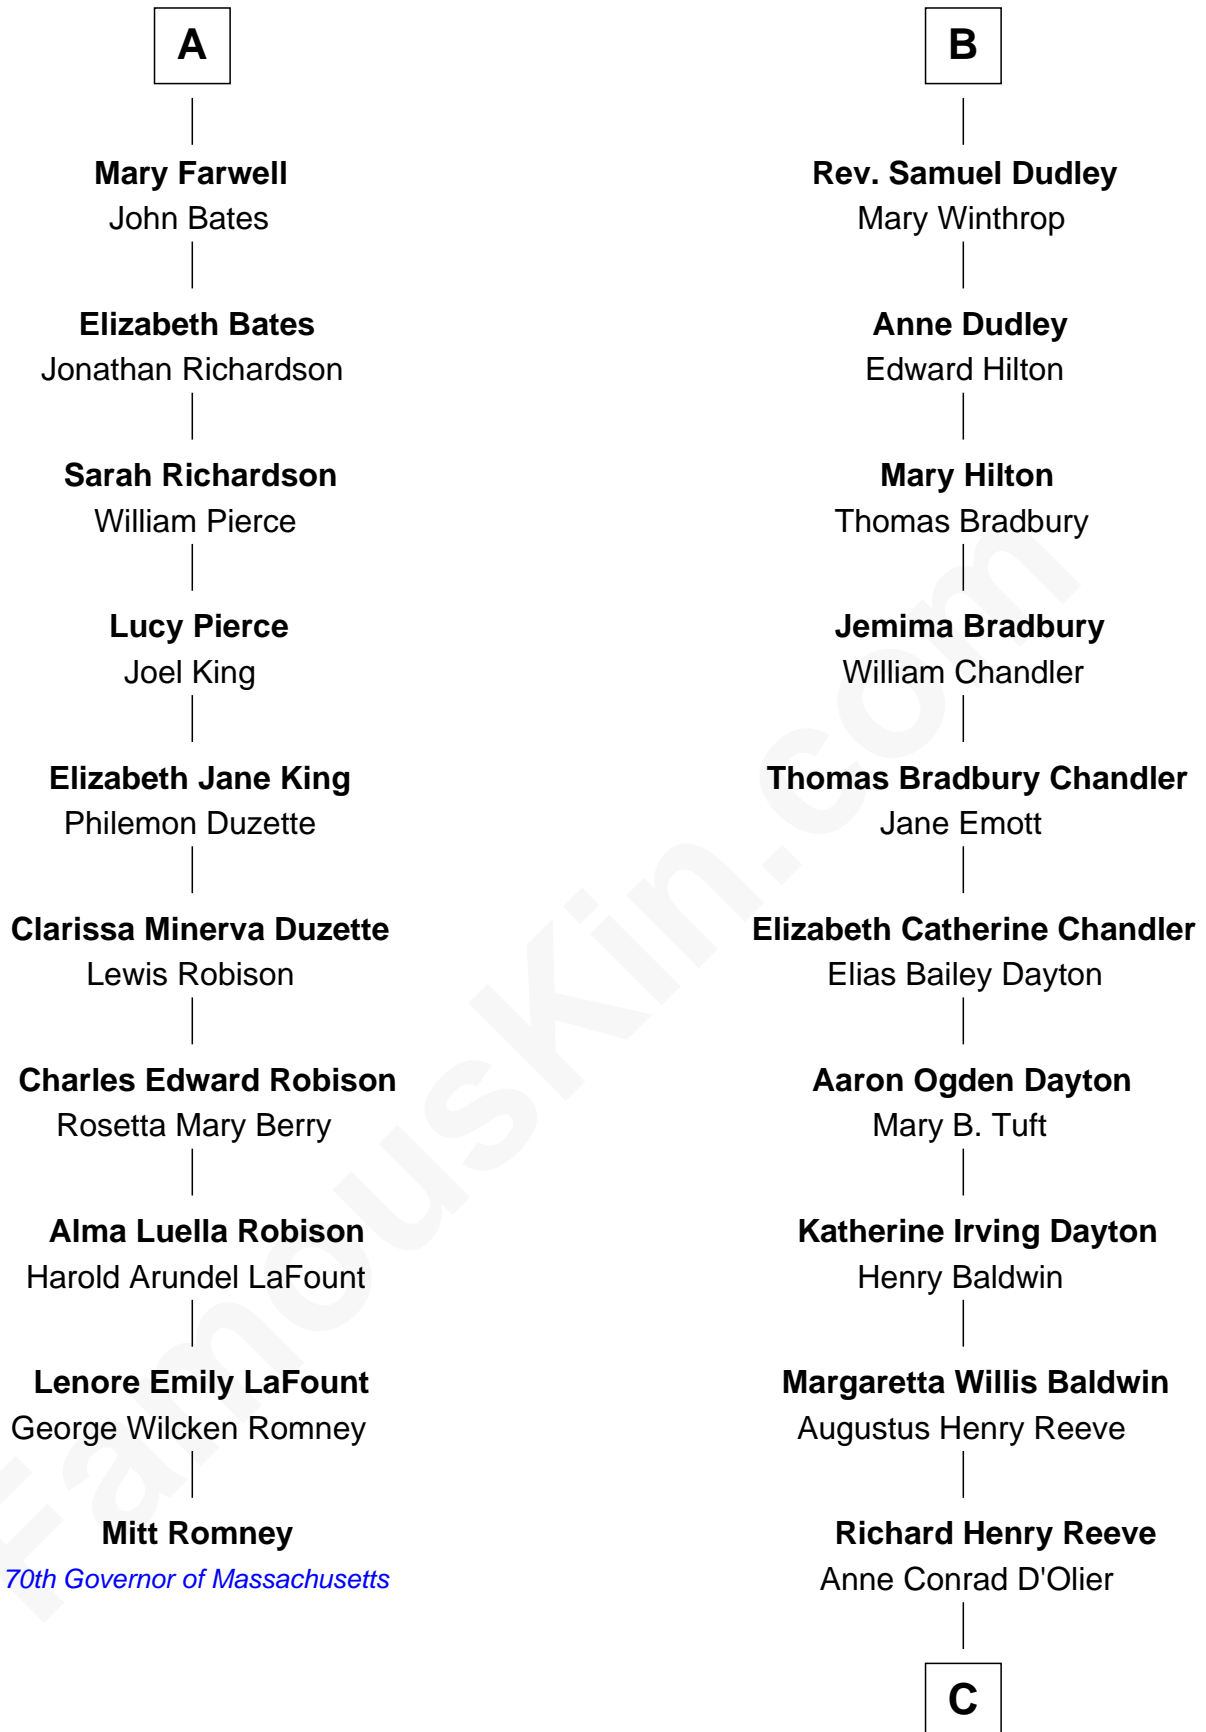 A
Mary Farwell
John Bates
Elizabeth Bates
Jonathan Richardson
Sarah Richardson
William Pierce
Lucy Pierce
Joel King
Elizabeth Jane King
Philemon Duzette
Clarissa Minerva Duzette
Lewis Robison
Charles Edward Robison
Rosetta Mary Berry
Alma Luella Robison
Harold Arundel LaFount
Lenore Emily LaFount
George Wilcken Romney
Mitt Romney
70th Governor of Massachusetts
B
Rev. Samuel Dudley
Mary Winthrop
Anne Dudley
Edward Hilton
Mary Hilton
Thomas Bradbury
Jemima Bradbury
William Chandler
Thomas Bradbury Chandler
Jane Emott
Elizabeth Catherine Chandler
Elias Bailey Dayton
Aaron Ogden Dayton
Mary B. Tuft
Katherine Irving Dayton
Henry Baldwin
Margaretta Willis Baldwin
Augustus Henry Reeve
Richard Henry Reeve
Anne Conrad D'Olier
C
FamousKin.com